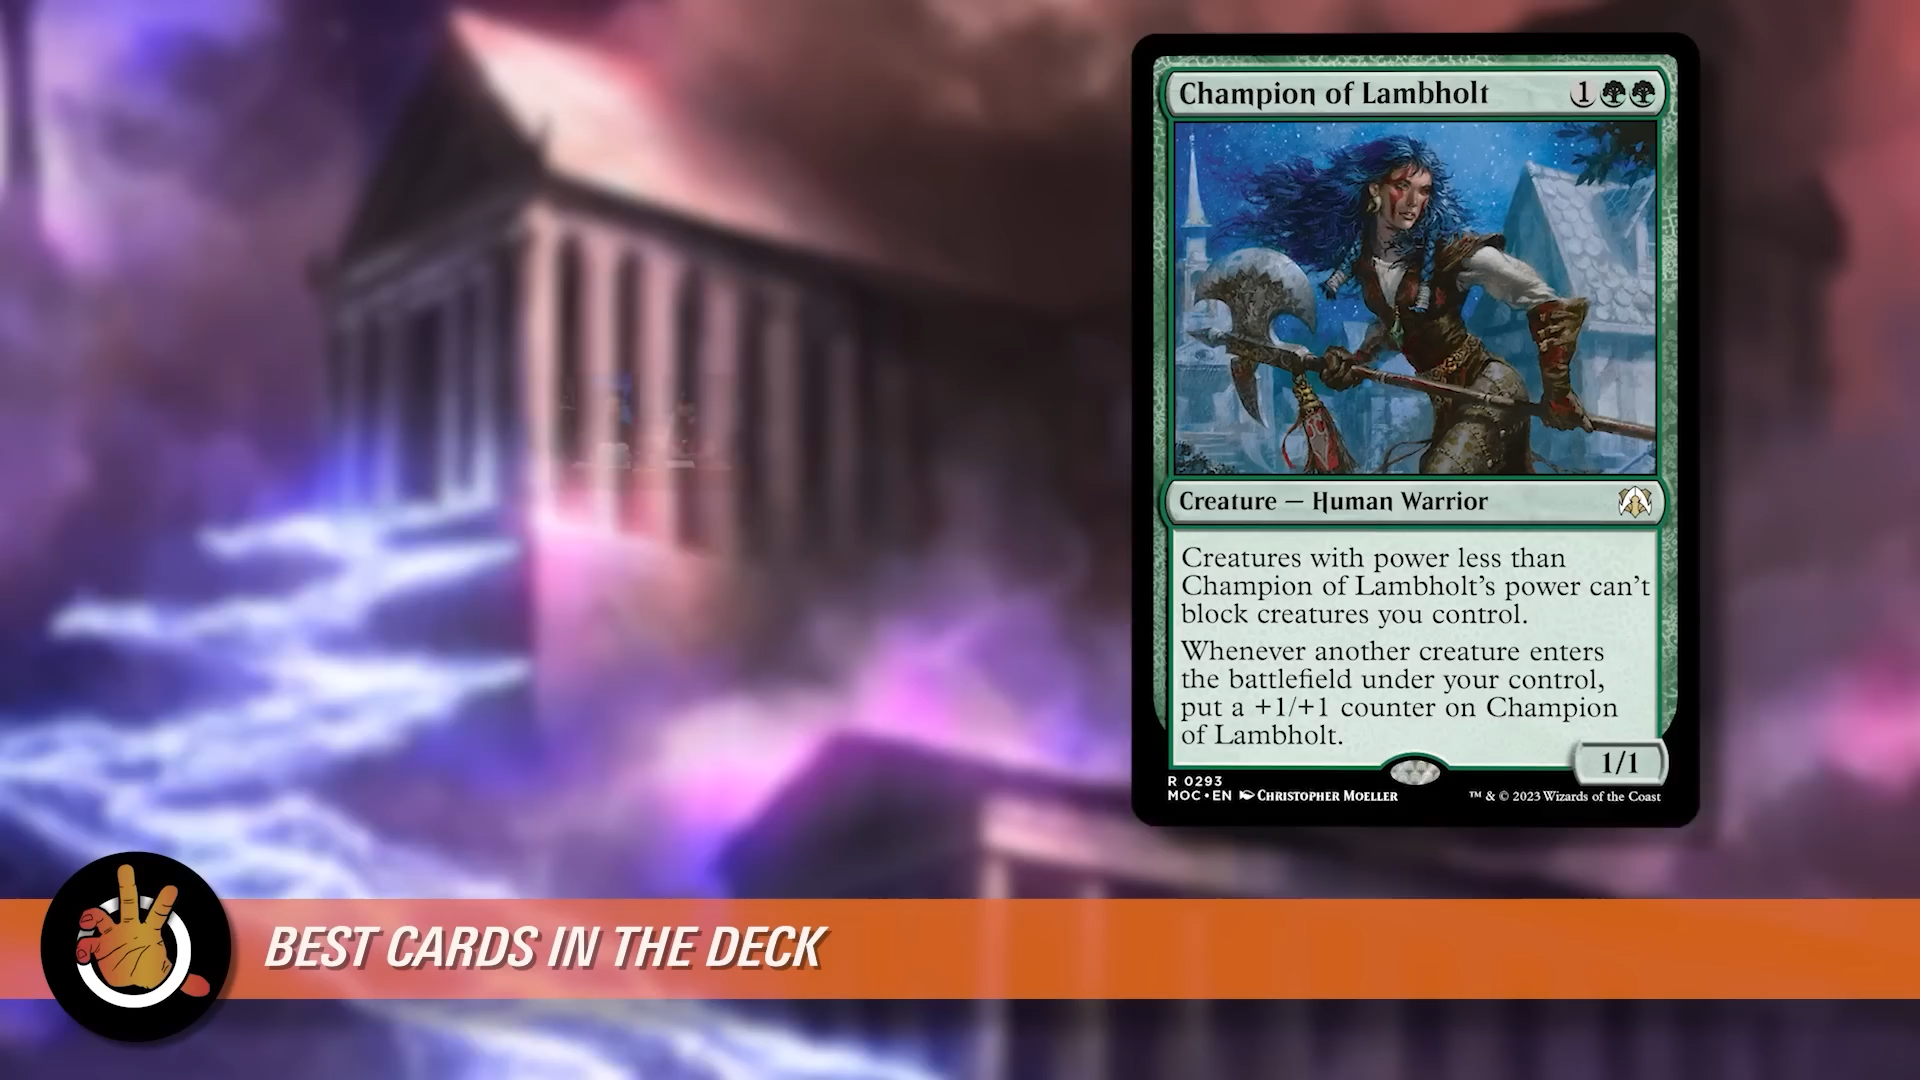 Champion of Lambholt 1
Creature — Human Warrior
Creatures with power less than
Champion of Lambholt's power can't
block creatures you control.
Whenever another creature enters
the battlefield under your control,
put a +1/+1 counter on Champion
of Lambholt.
1/1
R 0293
MOC • EN Christopher Moeller
™ & © 2023 Wizards of the Coast
BEST CARDS IN THE DECK